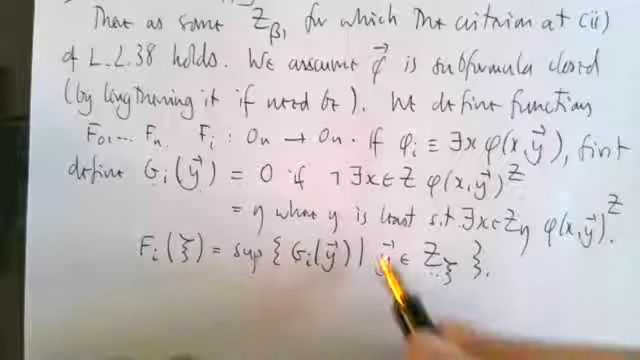 There as some Z_β, for which the criterion at (ii)
of L.2.38 holds. We assume φ⃗ is subformula closed
(by lengthening it if need be). We define functions
F₀,... Fₙ  Fᵢ : On → On. If φᵢ ≡ ∃x φ(x,y⃗), first
define Gᵢ(y⃗) = 0 if ¬∃x∈Z φ(x,y⃗)^Z
= η where η is least s.t. ∃x∈Z_η φ(x,y⃗)^Z.
Fᵢ(ξ) = sup{Gᵢ(y⃗) | y⃗ ∈ Z_ξ}.